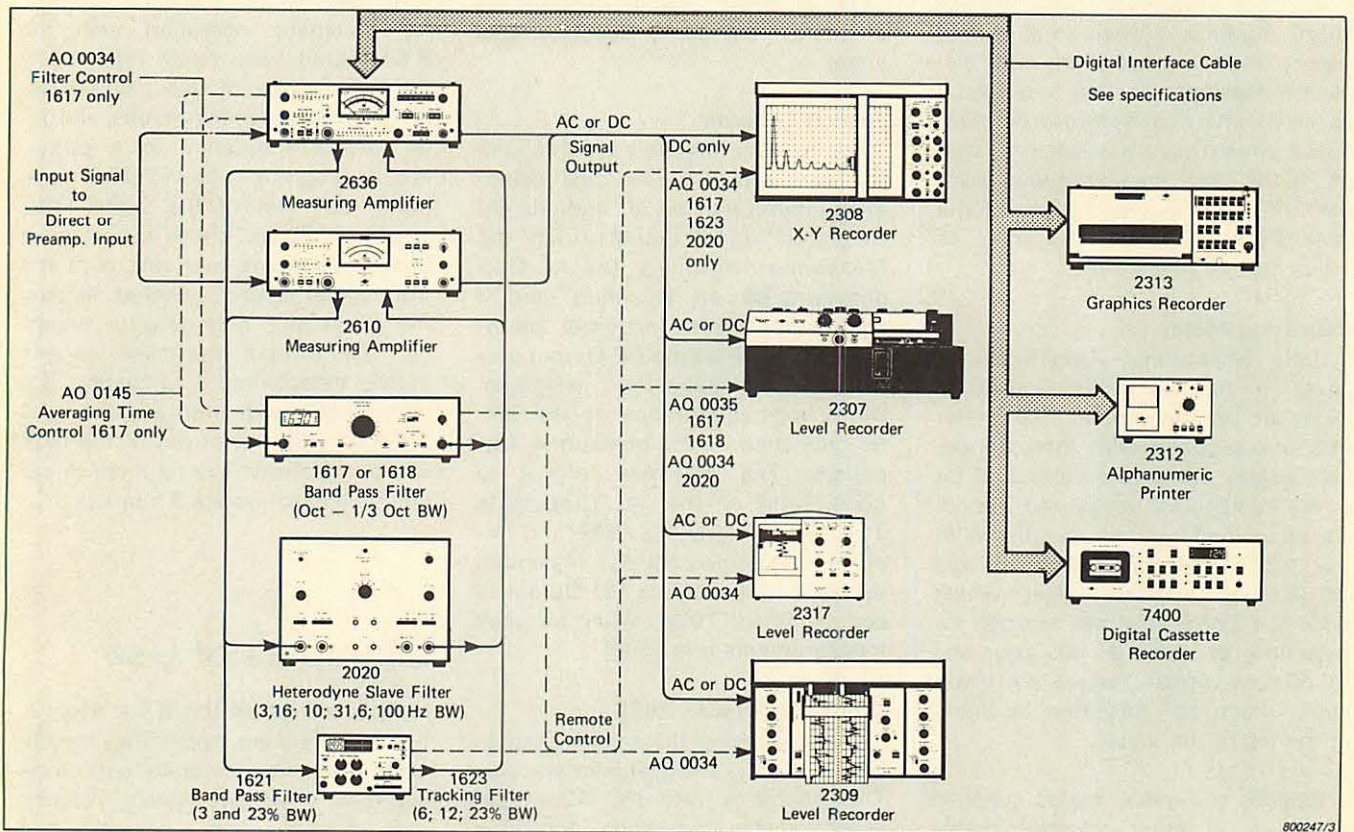 AQ 0034
Filter Control
1617 only
Input Signal
to
Direct or
Preamp. Input
AO 0145
Averaging Time
Control 1617 only
2636
Measuring Amplifier
2610
Measuring Amplifier
1617 or 1618
Band Pass Filter
(Oct – 1/3 Oct BW)
2020
Heterodyne Slave Filter
(3,16; 10; 31,6; 100 Hz BW)
1621
Band Pass Filter
(3 and 23% BW)
1623
Tracking Filter
(6; 12; 23% BW)
AC or DC
Signal
Output
Remote
Control
DC only
AQ 0034
1617
1623
2020
only
2308
X-Y Recorder
AC or DC
AQ 0035
1617
1618
AQ 0034
2020
2307
Level Recorder
AC or DC
AQ 0034
2317
Level Recorder
AC or DC
AQ 0034
2309
Level Recorder
Digital Interface Cable
See specifications
2313
Graphics Recorder
2312
Alphanumeric
Printer
7400
Digital Cassette
Recorder
800247/3